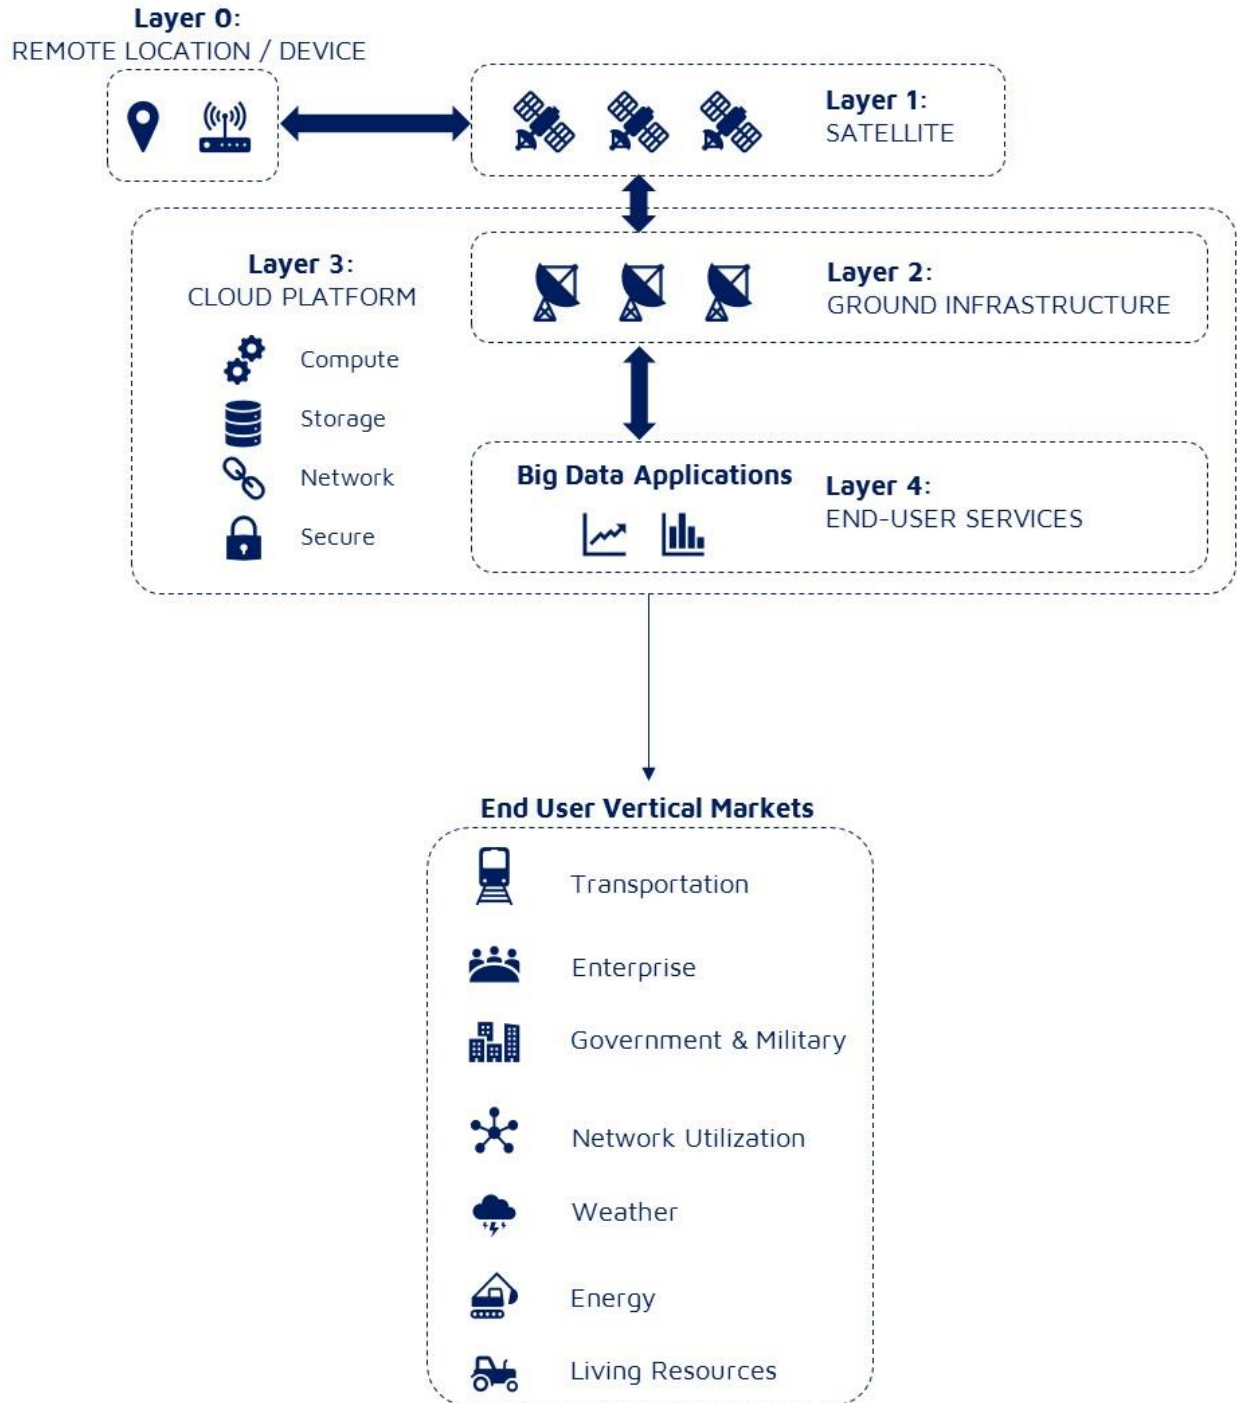 Layer 0:
REMOTE LOCATION / DEVICE
Layer 1:
SATELLITE
Layer 3:
CLOUD PLATFORM
Compute
Storage
Network
Secure
Layer 2:
GROUND INFRASTRUCTURE
Big Data Applications
Layer 4:
END-USER SERVICES
End User Vertical Markets
Transportation
Enterprise
Government & Military
Network Utilization
Weather
Energy
Living Resources